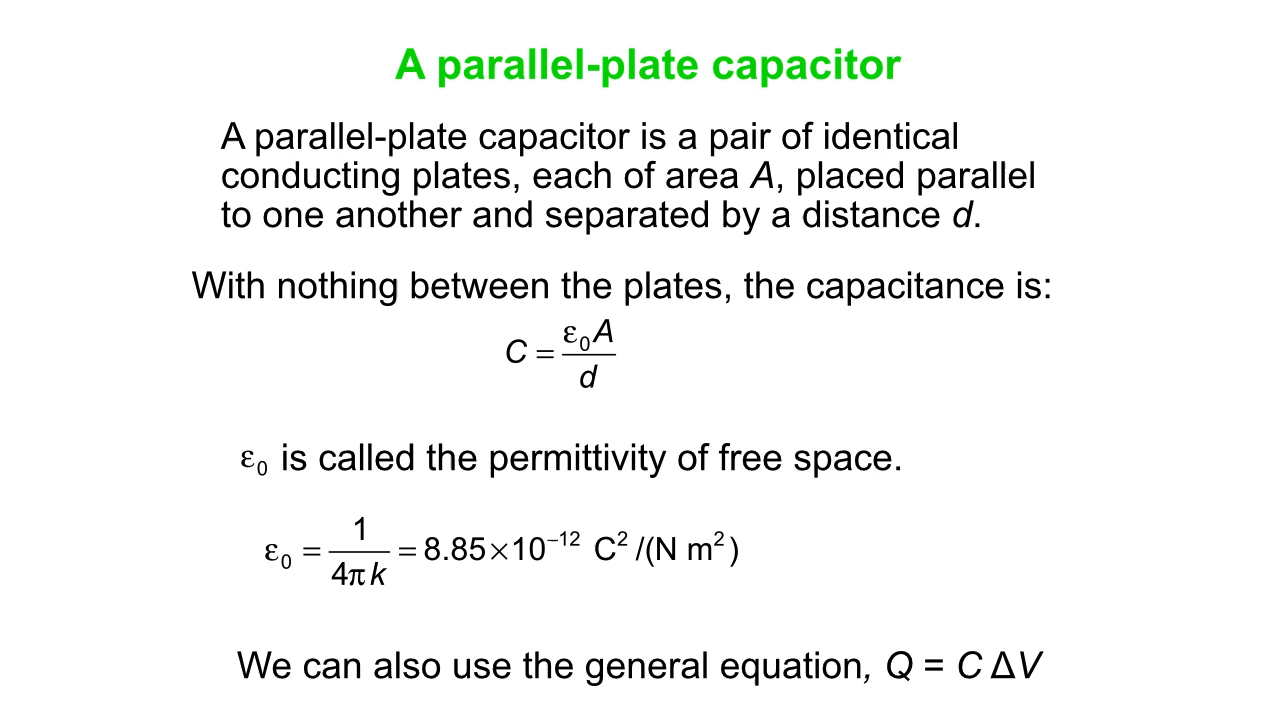 A parallel-plate capacitor
A parallel-plate capacitor is a pair of identical
conducting plates, each of area A, placed parallel
to one another and separated by a distance d.
With nothing between the plates, the capacitance is:
C = ε₀A / d
ε₀ is called the permittivity of free space.
ε₀ = 1 / 4πk = 8.85×10⁻¹² C² /(N m²)
We can also use the general equation, Q = C ΔV